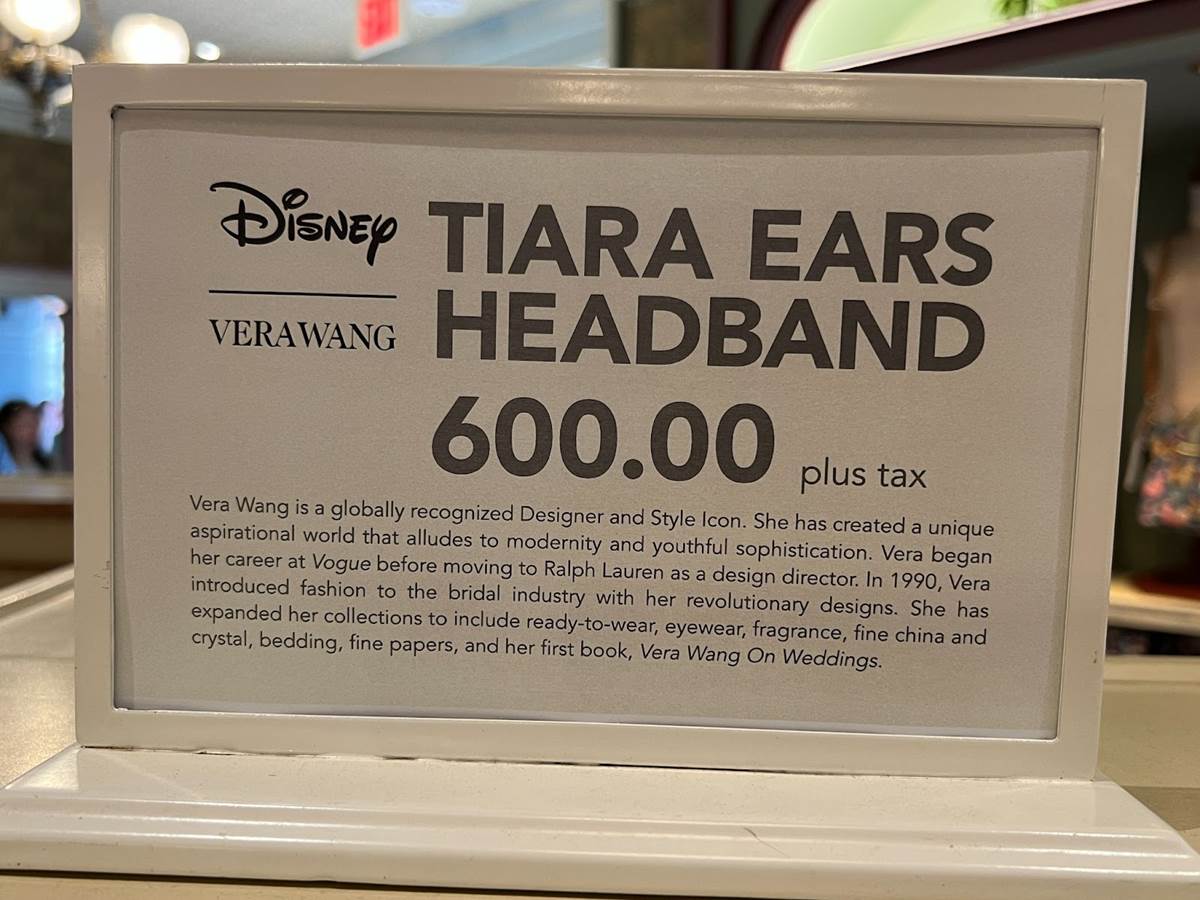 Disney
VERA WANG
TIARA EARS
HEADBAND
600.00 plus tax
Vera Wang is a globally recognized Designer and Style Icon. She has created a unique
aspirational world that alludes to modernity and youthful sophistication. Vera began
her career at Vogue before moving to Ralph Lauren as a design director. In 1990, Vera
introduced fashion to the bridal industry with her revolutionary designs. She has
expanded her collections to include ready-to-wear, eyewear, fragrance, fine china and
crystal, bedding, fine papers, and her first book, Vera Wang On Weddings.